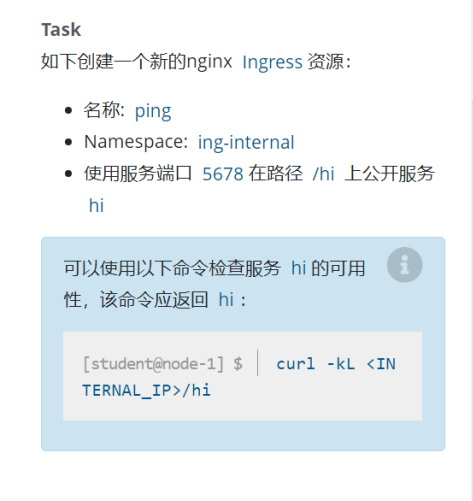 Task
如下创建一个新的nginx Ingress 资源：
名称: ping
Namespace: ing-internal
使用服务端口 5678 在路径 /hi 上公开服务
hi
可以使用以下命令检查服务 hi 的可用
性，该命令应返回 hi ：
[student@node-1] $ | curl -kL <IN
TERNAL_IP>/hi